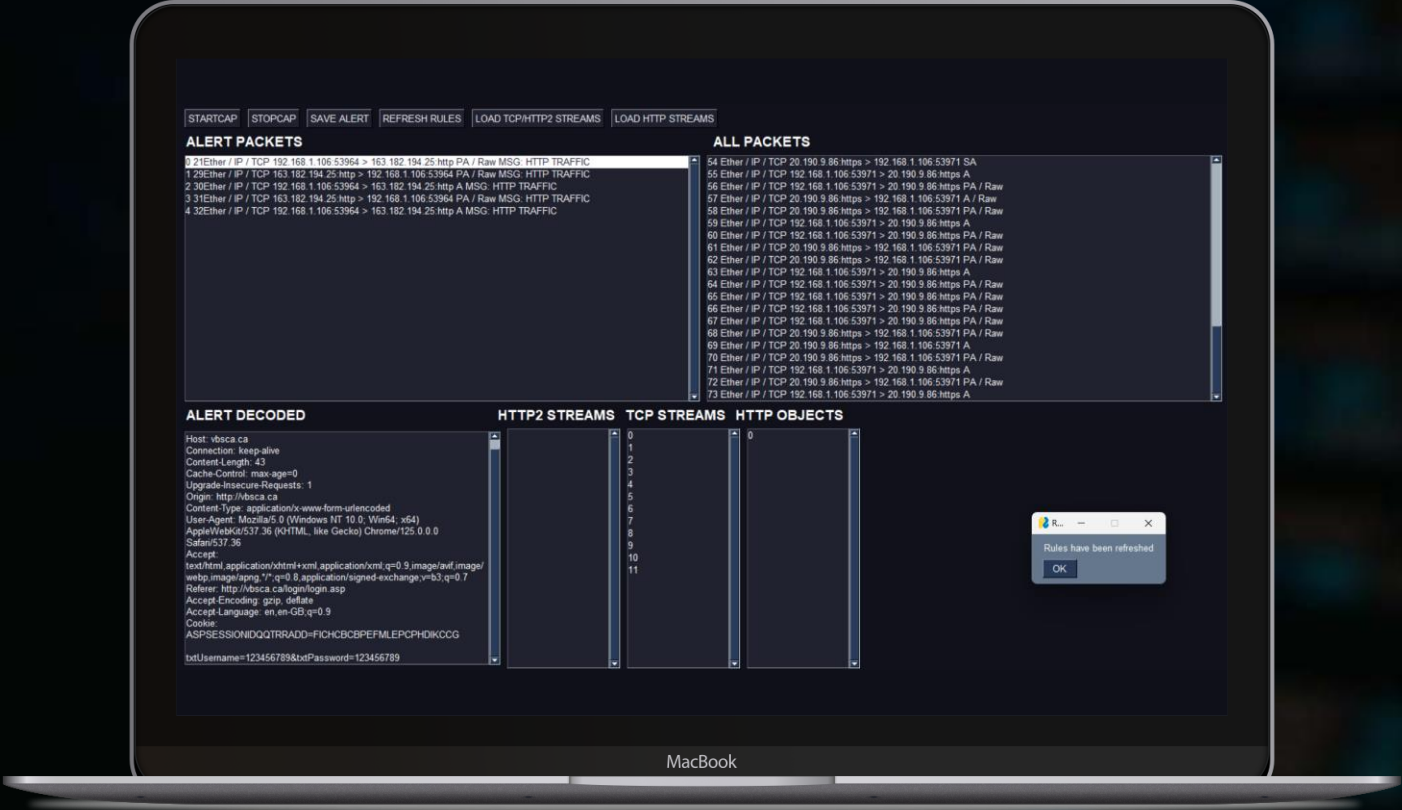 STARTCAP STOPCAP SAVE ALERT REFRESH RULES LOAD TCP/HTTP2 STREAMS LOAD HTTP STREAMS
ALERT PACKETS
0 21Ether / IP / TCP 192.168.1.106:53964 > 163.182.194.25:http PA / Raw MSG: HTTP TRAFFIC
1 29Ether / IP / TCP 163.182.194.25:http > 192.168.1.106:53964 PA / Raw MSG: HTTP TRAFFIC
2 30Ether / IP / TCP 192.168.1.106:53964 > 163.182.194.25:http A MSG: HTTP TRAFFIC
3 31Ether / IP / TCP 163.182.194.25:http > 192.168.1.106:53964 PA / Raw MSG: HTTP TRAFFIC
4 32Ether / IP / TCP 192.168.1.106:53964 > 163.182.194.25:http A MSG: HTTP TRAFFIC
ALL PACKETS
54 Ether / IP / TCP 20.190.9.86:https > 192.168.1.106:53971 SA
55 Ether / IP / TCP 192.168.1.106:53971 > 20.190.9.86:https A
56 Ether / IP / TCP 192.168.1.106:53971 > 20.190.9.86:https PA / Raw
57 Ether / IP / TCP 20.190.9.86:https > 192.168.1.106:53971 A / Raw
58 Ether / IP / TCP 20.190.9.86:https > 192.168.1.106:53971 PA / Raw
59 Ether / IP / TCP 192.168.1.106:53971 > 20.190.9.86:https A
60 Ether / IP / TCP 192.168.1.106:53971 > 20.190.9.86:https PA / Raw
61 Ether / IP / TCP 20.190.9.86:https > 192.168.1.106:53971 PA / Raw
62 Ether / IP / TCP 20.190.9.86:https > 192.168.1.106:53971 PA / Raw
63 Ether / IP / TCP 192.168.1.106:53971 > 20.190.9.86:https A
64 Ether / IP / TCP 192.168.1.106:53971 > 20.190.9.86:https PA / Raw
65 Ether / IP / TCP 192.168.1.106:53971 > 20.190.9.86:https PA / Raw
66 Ether / IP / TCP 192.168.1.106:53971 > 20.190.9.86:https PA / Raw
67 Ether / IP / TCP 192.168.1.106:53971 > 20.190.9.86:https PA / Raw
68 Ether / IP / TCP 20.190.9.86:https > 192.168.1.106:53971 PA / Raw
69 Ether / IP / TCP 20.190.9.86:https > 192.168.1.106:53971 A
70 Ether / IP / TCP 20.190.9.86:https > 192.168.1.106:53971 PA / Raw
71 Ether / IP / TCP 192.168.1.106:53971 > 20.190.9.86:https A
72 Ether / IP / TCP 20.190.9.86:https > 192.168.1.106:53971 PA / Raw
73 Ether / IP / TCP 192.168.1.106:53971 > 20.190.9.86:https A
ALERT DECODED
Host: vbsca.ca
Connection: keep-alive
Content-Length: 43
Cache-Control: max-age=0
Upgrade-Insecure-Requests: 1
Origin: http://vbsca.ca
Content-Type: application/x-www-form-urlencoded
User-Agent: Mozilla/5.0 (Windows NT 10.0; Win64; x64)
AppleWebKit/537.36 (KHTML, like Gecko) Chrome/125.0.0.0
Safari/537.36
Accept:
text/html,application/xhtml+xml,application/xml;q=0.9,image/avif,image/
webp,image/apng,*/*;q=0.8,application/signed-exchange;v=b3;q=0.7
Referer: http://vbsca.ca/login/login.asp
Accept-Encoding: gzip, deflate
Accept-Language: en,en-GB;q=0.9
Cookie:
ASPSESSIONIDQQTRRADD=FICHCBCBPEFMLEPCPHDIKCCG
txtUsername=123456789&txtPassword=123456789
HTTP2 STREAMS
TCP STREAMS
0
1
2
3
4
5
6
7
8
9
10
11
HTTP OBJECTS
0
R...
Rules have been refreshed
OK
MacBook